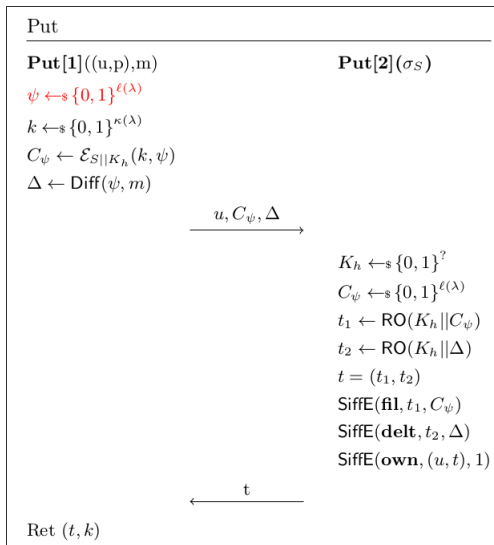 Put
Put[1]((u,p),m) Put[2](σ_S)
ψ ←$ {0, 1}^ℓ(λ)
k ←$ {0, 1}^κ(λ)
C_ψ ← ℰ_{S||K_h}(k, ψ)
Δ ← Diff(ψ, m)
u, C_ψ, Δ
K_h ←$ {0, 1}^?
C_ψ ←$ {0, 1}^ℓ(λ)
t_1 ← RO(K_h||C_ψ)
t_2 ← RO(K_h||Δ)
t = (t_1, t_2)
SiffE(fil, t_1, C_ψ)
SiffE(delt, t_2, Δ)
SiffE(own, (u, t), 1)
t
Ret (t, k)